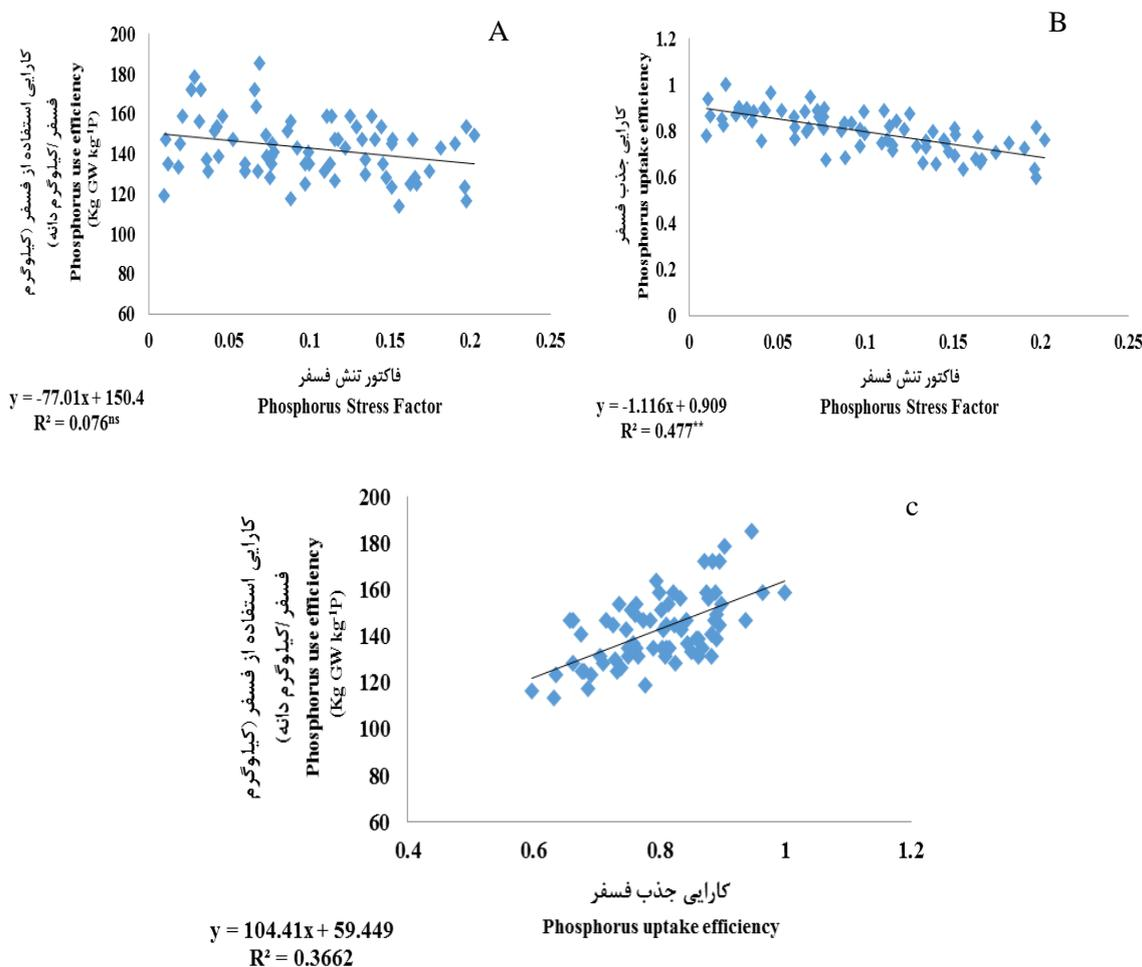 A
200
180
160
140
120
100
80
60
0
0.05
0.1
0.15
0.2
0.25
کارایی استفاده از فسفر (کیلوگرم
فسفر/کیلوگرم دانه)
Phosphorus use efficiency
(Kg GW kg⁻¹P)
فاکتور تنش فسفر
Phosphorus Stress Factor
y = -77.01x + 150.4
R² = 0.076ⁿˢ
B
1.2
1
0.8
0.6
0.4
0.2
0
0
0.05
0.1
0.15
0.2
0.25
کارایی جذب فسفر
Phosphorus uptake efficiency
فاکتور تنش فسفر
Phosphorus Stress Factor
y = -1.116x + 0.909
R² = 0.477**
c
200
180
160
140
120
100
80
60
0.4
0.6
0.8
1
1.2
کارایی استفاده از فسفر (کیلوگرم
فسفر/کیلوگرم دانه)
Phosphorus use efficiency
(Kg GW kg⁻¹P)
کارایی جذب فسفر
Phosphorus uptake efficiency
y = 104.41x + 59.449
R² = 0.3662